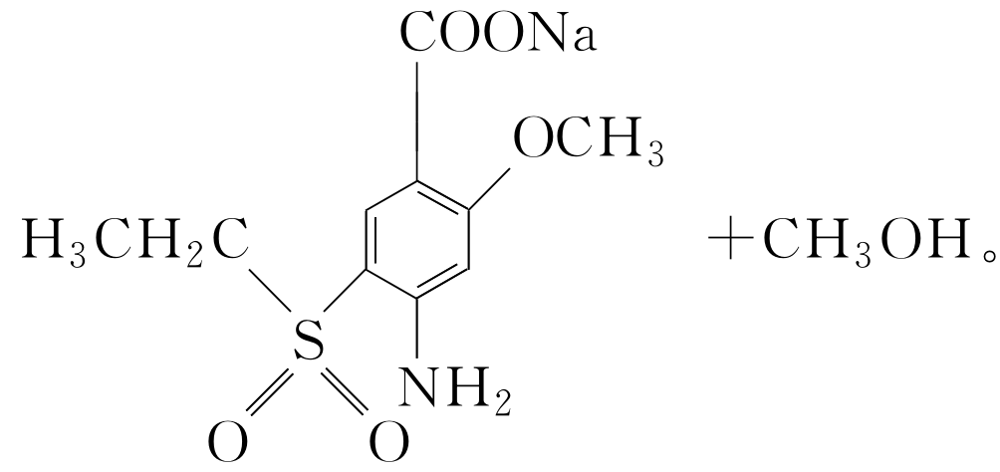 COONa
OCH₃
H₃CH₂C
+CH₃OH。
S
NH₂
O O